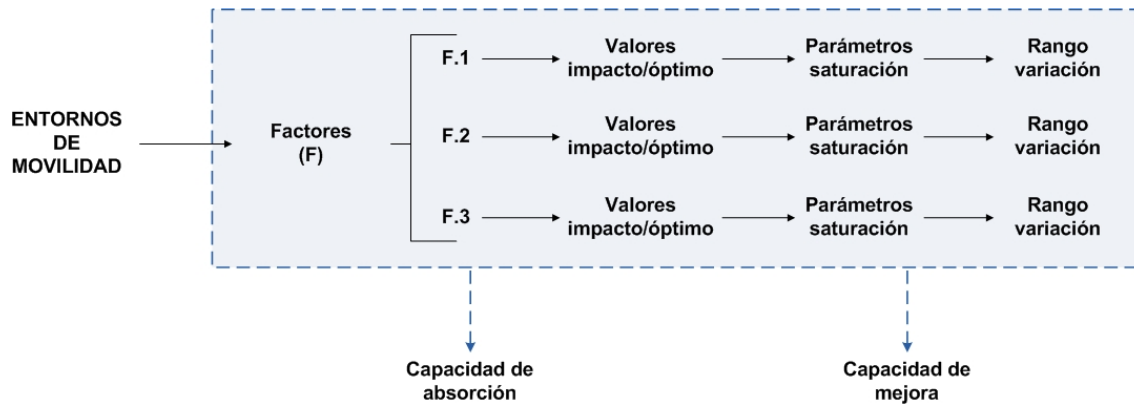 ENTORNOS
DE
MOVILIDAD
Factores
(F)
F.1
Valores
impacto/óptimo
Parámetros
saturación
Rango
variación
F.2
Valores
impacto/óptimo
Parámetros
saturación
Rango
variación
F.3
Valores
impacto/óptimo
Parámetros
saturación
Rango
variación
Capacidad de
absorción
Capacidad de
mejora